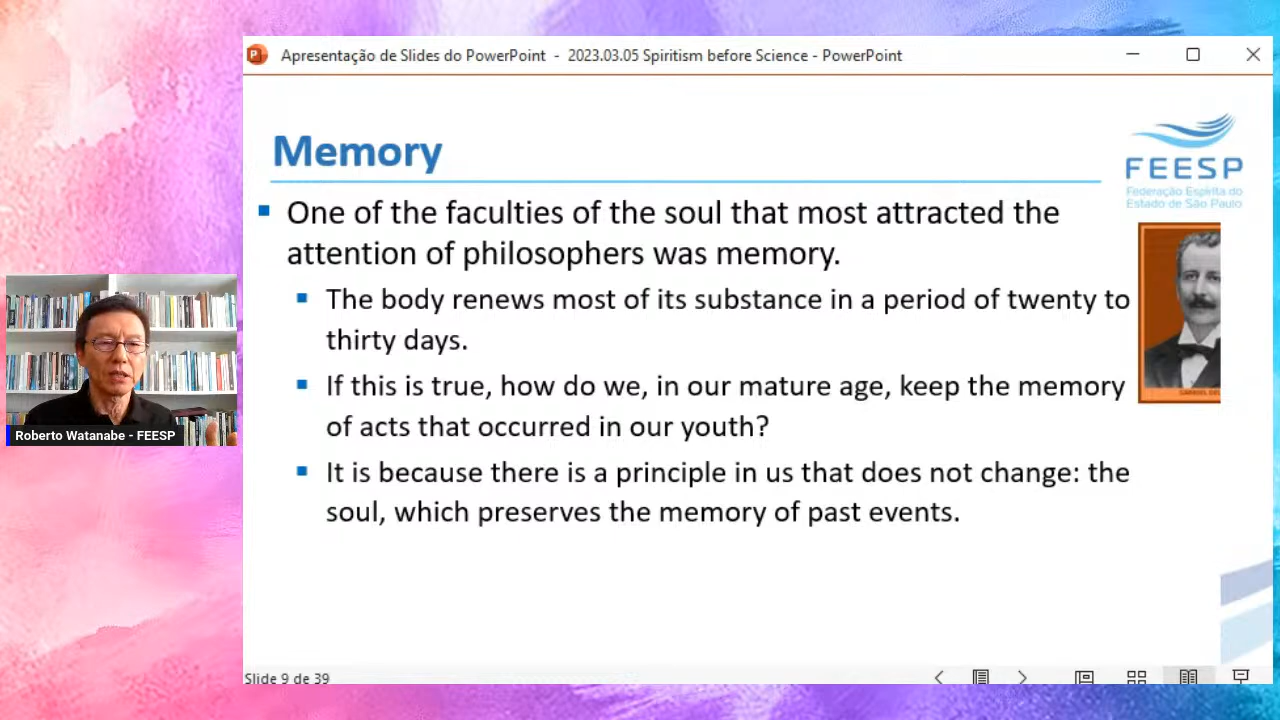 Apresentação de Slides do PowerPoint - 2023.03.05 Spiritism before Science - PowerPoint
Memory
FEESP
Federação Espírita do
Estado de São Paulo
▪ One of the faculties of the soul that most attracted the
attention of philosophers was memory.
▪ The body renews most of its substance in a period of twenty to
thirty days.
▪ If this is true, how do we, in our mature age, keep the memory
of acts that occurred in our youth?
▪ It is because there is a principle in us that does not change: the
soul, which preserves the memory of past events.
Roberto Watanabe - FEESP
Slide 9 de 39